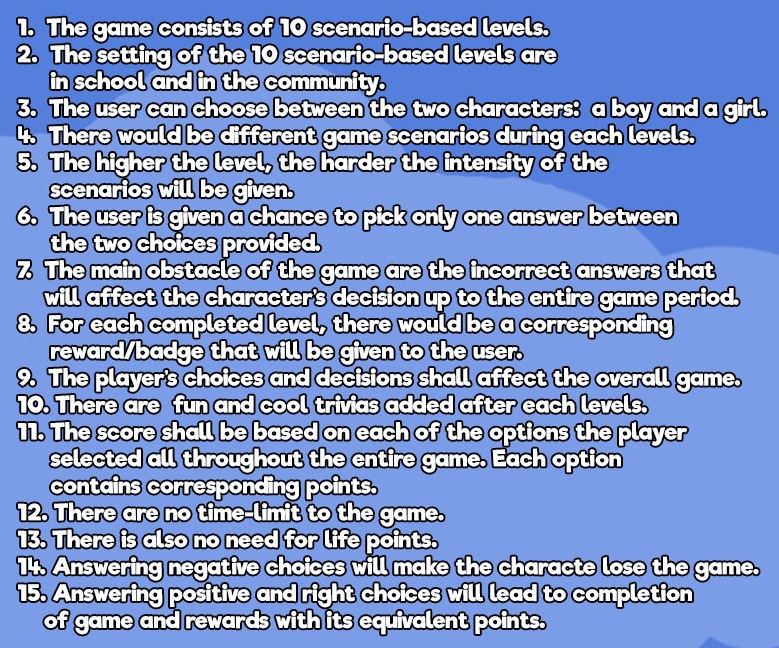 1. The game consists of 10 scenario-based levels.
2. The setting of the 10 scenario-based levels are
in school and in the community.
3. The user can choose between the two characters: a boy and a girl.
4. There would be different game scenarios during each levels.
5. The higher the level, the harder the intensity of the
scenarios will be given.
6. The user is given a chance to pick only one answer between
the two choices provided.
7. The main obstacle of the game are the incorrect answers that
will affect the character's decision up to the entire game period.
8. For each completed level, there would be a corresponding
reward/badge that will be given to the user.
9. The player's choices and decisions shall affect the overall game.
10. There are fun and cool trivias added after each levels.
11. The score shall be based on each of the options the player
selected all throughout the entire game. Each option
contains corresponding points.
12. There are no time-limit to the game.
13. There is also no need for life points.
14. Answering negative choices will make the characte lose the game.
15. Answering positive and right choices will lead to completion
of game and rewards with its equivalent points.